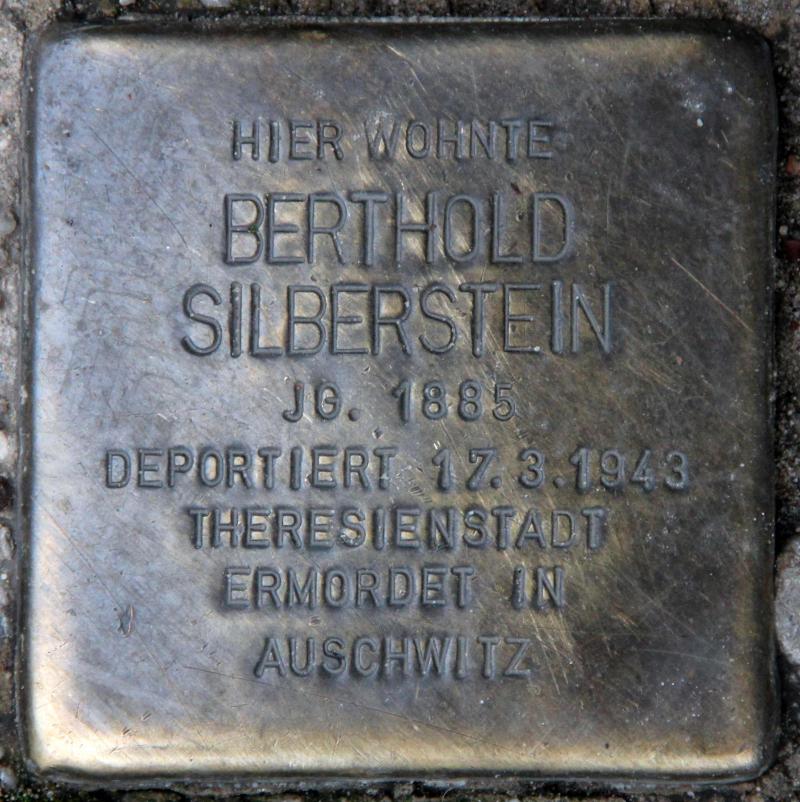 HIER WOHNTE
BERTHOLD
SILBERSTEIN
JG. 1885
DEPORTIERT 17.3.1943
THERESIENSTADT
ERMORDET IN
AUSCHWITZ